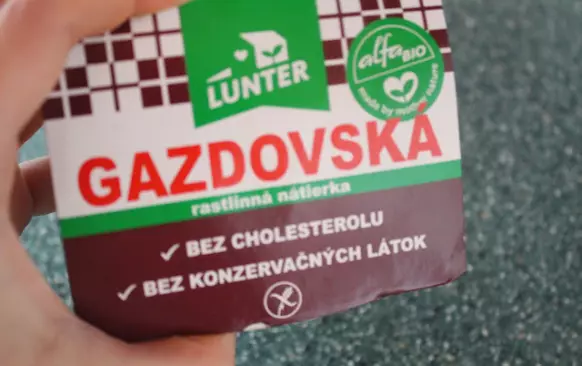 LUNTER
alfa BIO
made by mother nature
GAZDOVSKÁ
rastlinná nátierka
✓ BEZ CHOLESTEROLU
✓ BEZ KONZERVAČNÝCH LÁTOK